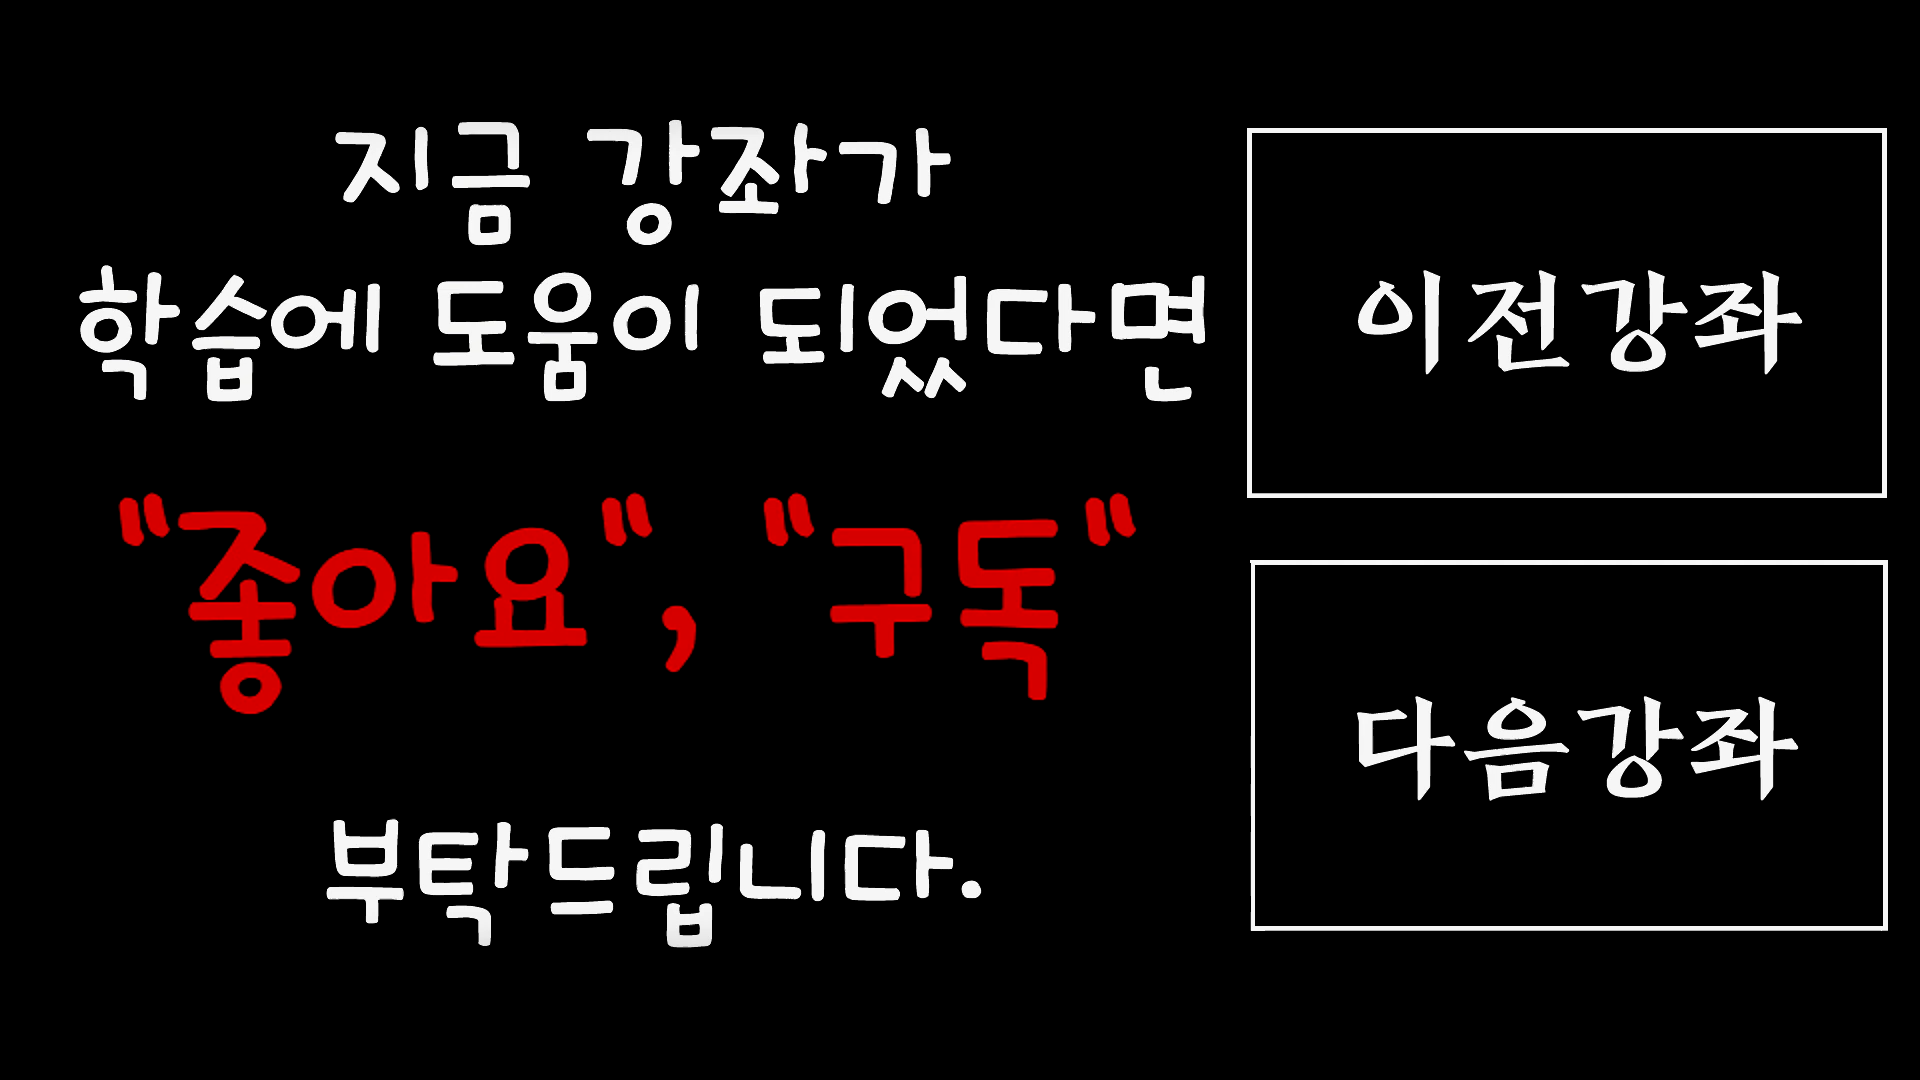 지금 강좌가
학습에 도움이 되었다면
"좋아요", "구독"
부탁드립니다.
이전강좌
다음강좌